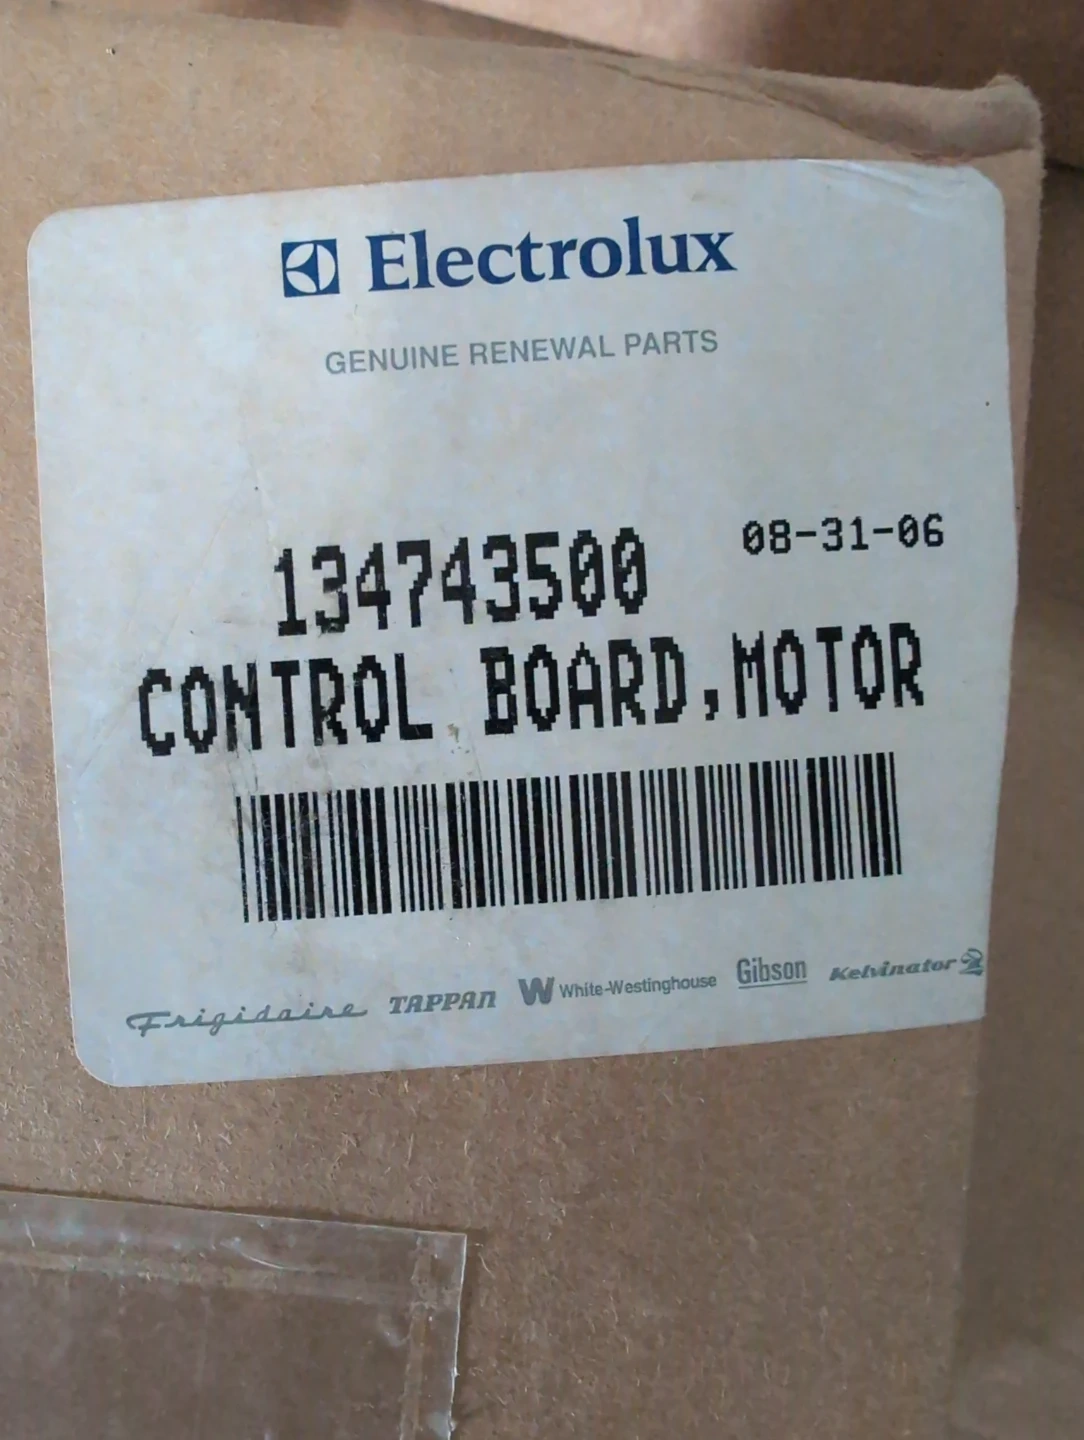 Electrolux
GENUINE RENEWAL PARTS
134743500 08-31-06
CONTROL BOARD,MOTOR
Frigidaire TAPPAN W White-Westinghouse Gibson Kelvinator